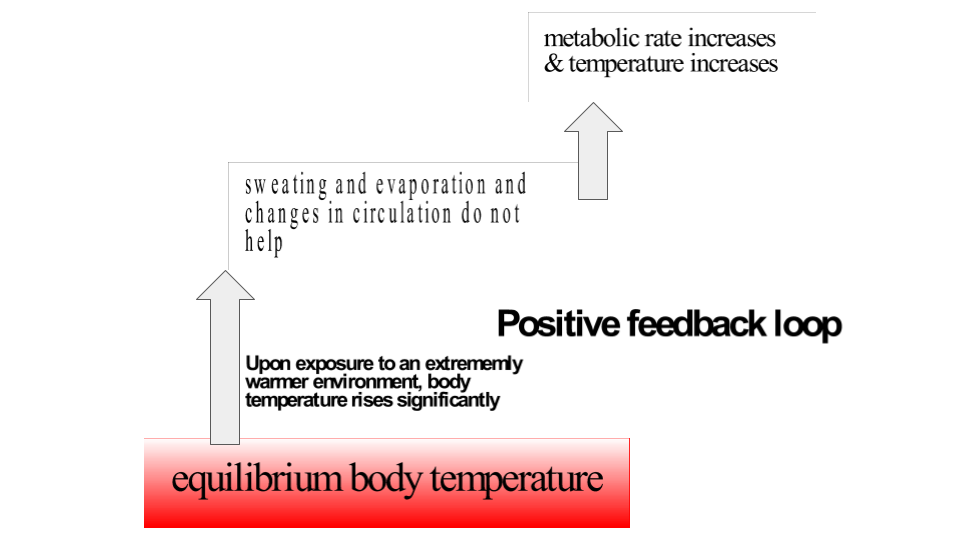 metabolic rate increases
& temperature increases
sweating and evaporation and
changes in circulation do not
help
Positive feedback loop
Upon exposure to an extrememly
warmer environment, body
temperature rises significantly
equilibrium body temperature